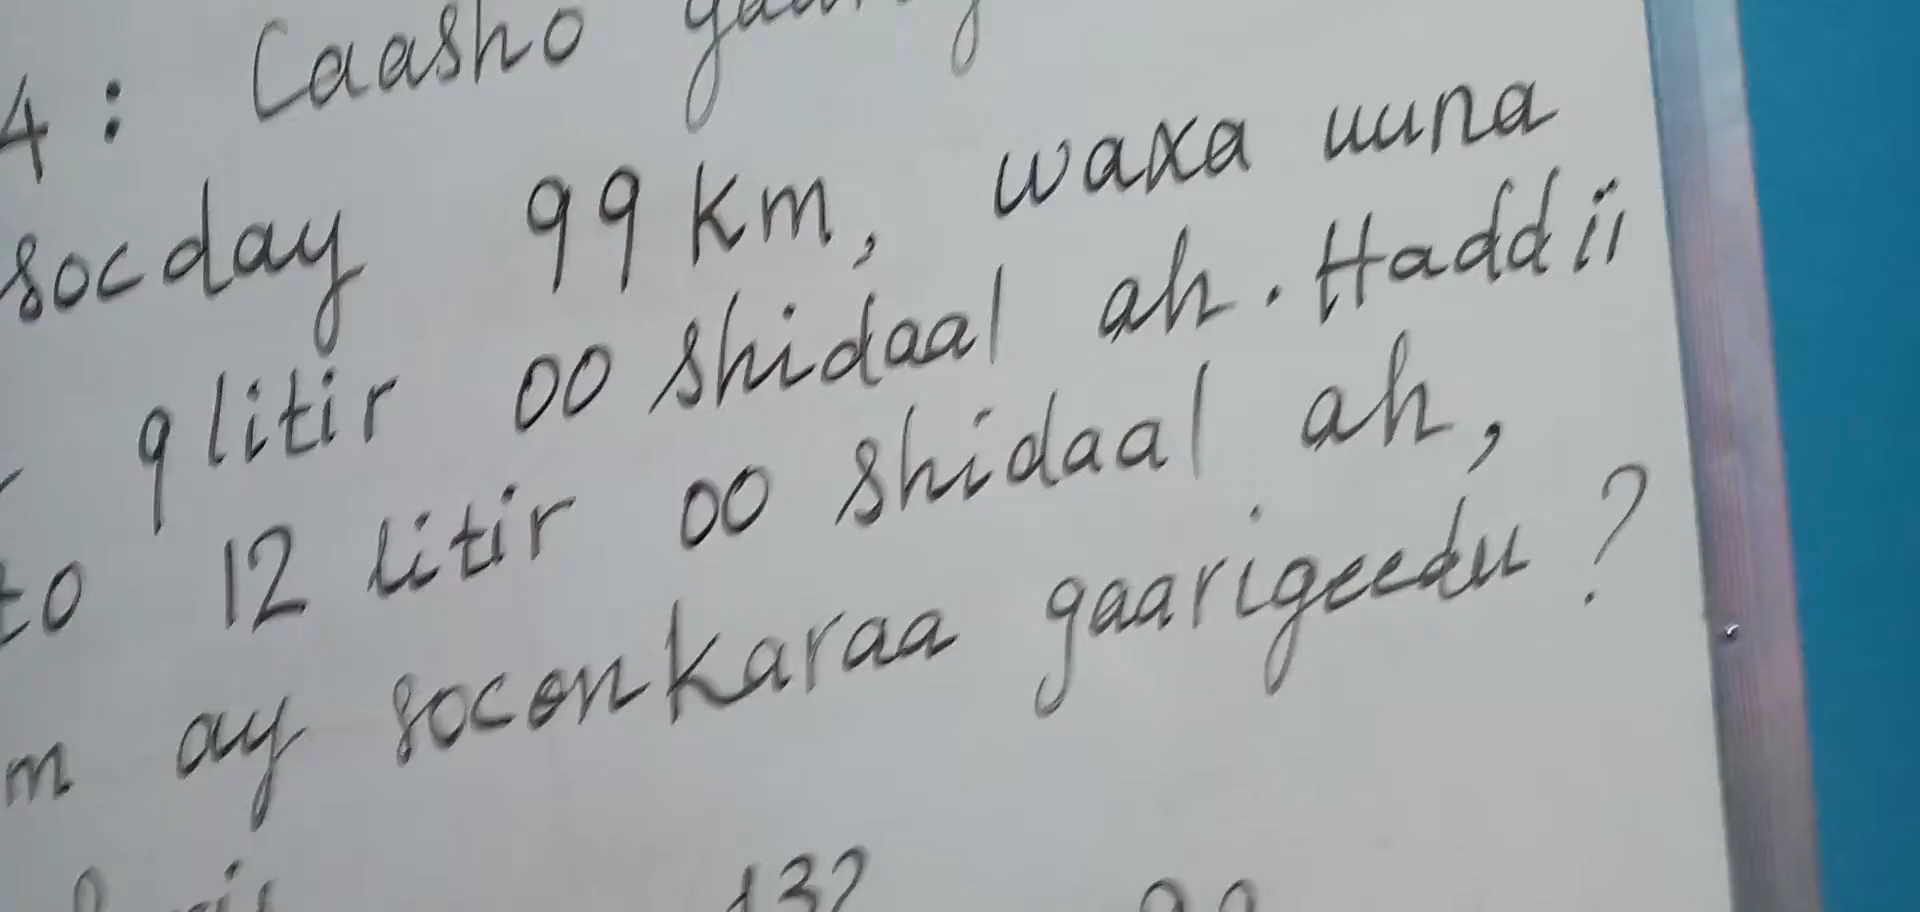 4: Caasho
socday 99 km, waxa uuna
9 litir oo shidaal ah. Haddii
to 12 litir oo shidaal ah,
m ay socon karaa gaarigeedu?
132